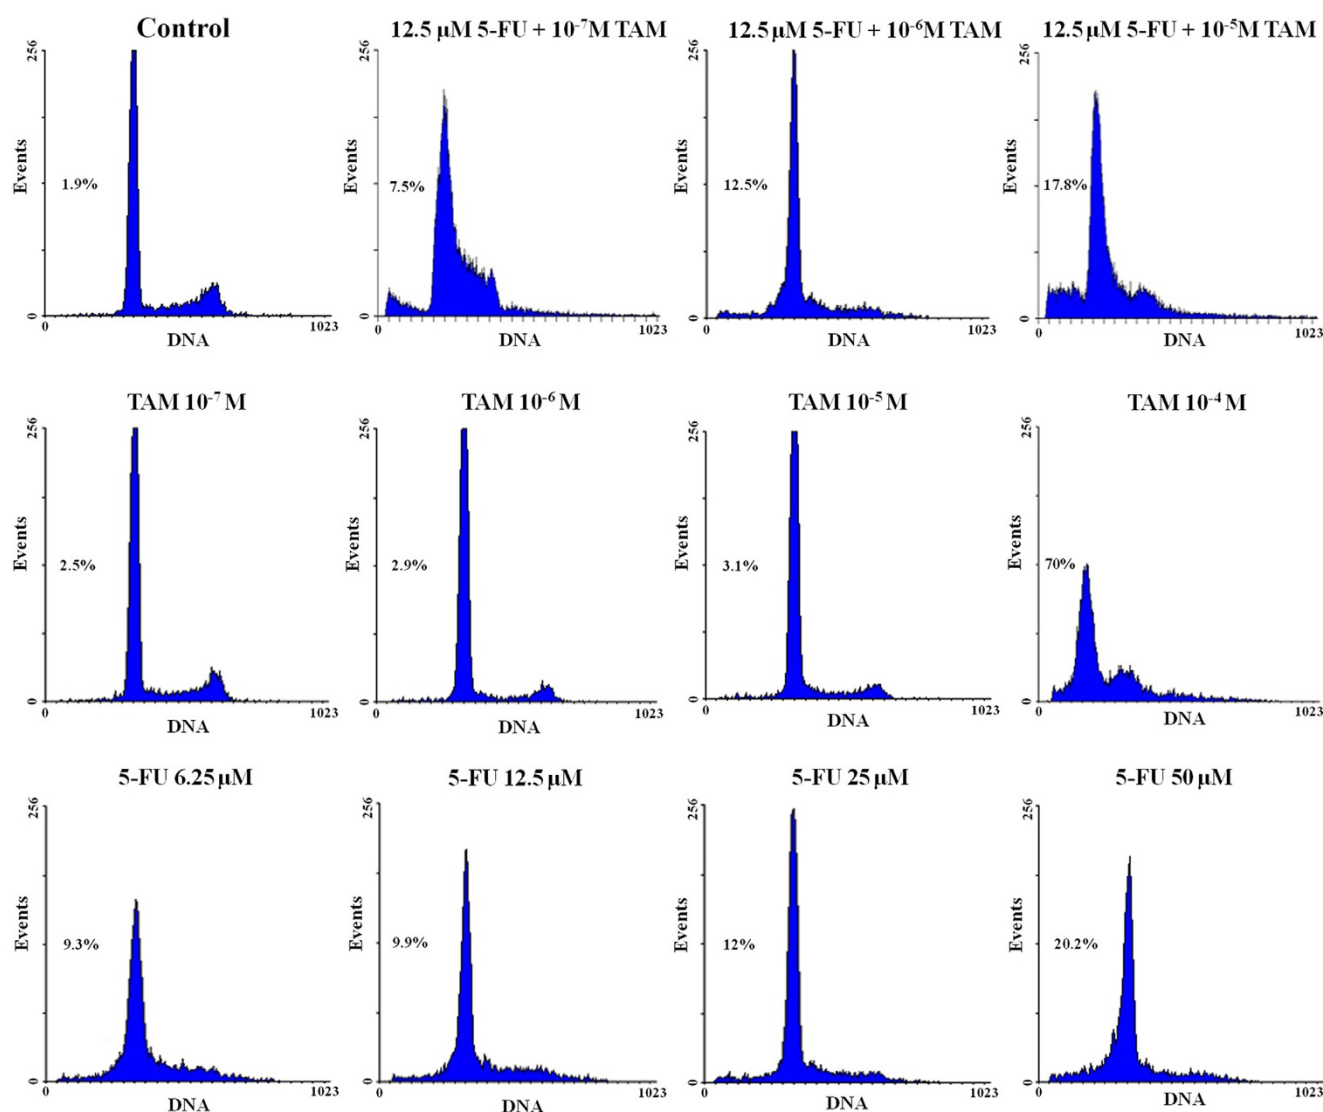 Control
256
Events
1.9%
0
0
1023
DNA
12.5 µM 5-FU + 10⁻⁷M TAM
256
Events
7.5%
0
0
1023
DNA
12.5 µM 5-FU + 10⁻⁶M TAM
256
Events
12.5%
0
0
1023
DNA
12.5 µM 5-FU + 10⁻⁵M TAM
256
Events
17.8%
0
0
1023
DNA
TAM 10⁻⁷ M
256
Events
2.5%
0
0
1023
DNA
TAM 10⁻⁶ M
256
Events
2.9%
0
0
1023
DNA
TAM 10⁻⁵ M
256
Events
3.1%
0
0
1023
DNA
TAM 10⁻⁴ M
256
Events
70%
0
0
1023
DNA
5-FU 6.25 µM
256
Events
9.3%
0
0
1023
DNA
5-FU 12.5 µM
256
Events
9.9%
0
0
1023
DNA
5-FU 25 µM
256
Events
12%
0
0
1023
DNA
5-FU 50 µM
256
Events
20.2%
0
0
1023
DNA